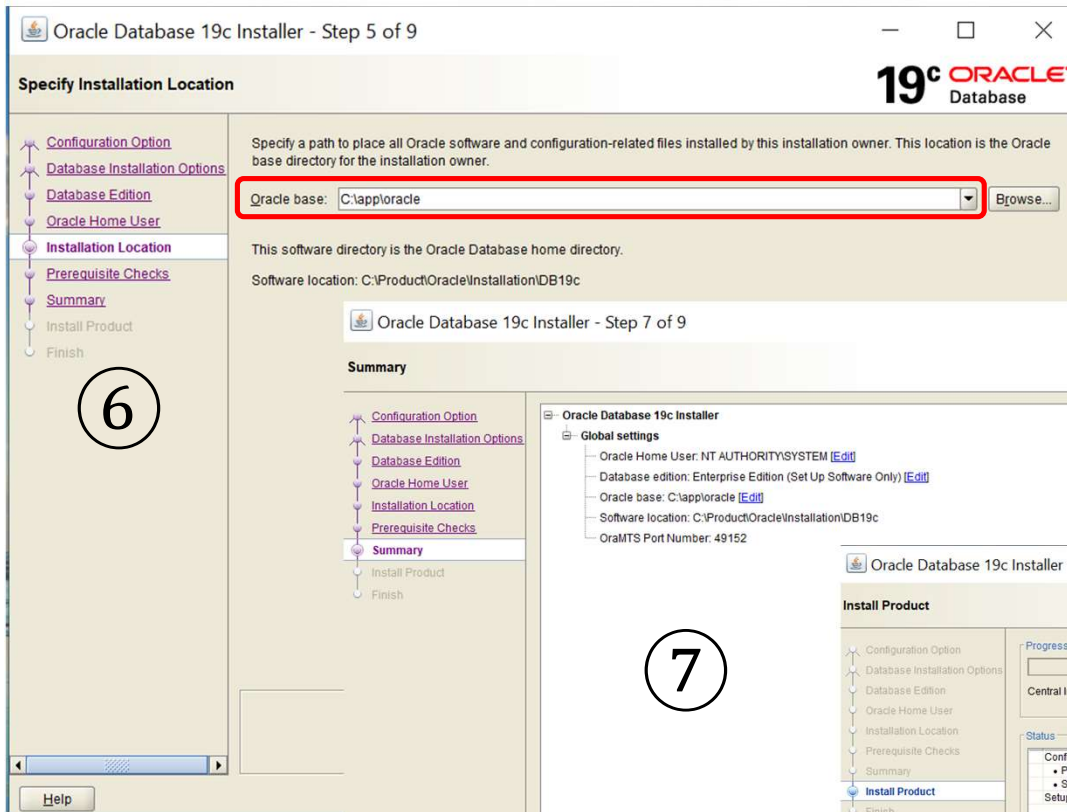 Oracle Database 19c Installer - Step 5 of 9
Specify Installation Location
19c ORACLE
Database
Configuration Option
Database Installation Options
Database Edition
Oracle Home User
Installation Location
Prerequisite Checks
Summary
Install Product
Finish
Specify a path to place all Oracle software and configuration-related files installed by this installation owner. This location is the Oracle
base directory for the installation owner.
Oracle base: C:\app\oracle
Browse...
This software directory is the Oracle Database home directory.
Software location: C:\Product\Oracle\Installation\DB19c
6
Help
Oracle Database 19c Installer - Step 7 of 9
Summary
Configuration Option
Database Installation Options
Database Edition
Oracle Home User
Installation Location
Prerequisite Checks
Summary
Install Product
Finish
Oracle Database 19c Installer
Global settings
Oracle Home User: NT AUTHORITY\SYSTEM [Edit]
Database edition: Enterprise Edition (Set Up Software Only) [Edit]
Oracle base: C:\app\oracle [Edit]
Software location: C:\Product\Oracle\Installation\DB19c
OraMTS Port Number: 49152
7
Oracle Database 19c Installer
Install Product
Configuration Option
Database Installation Options
Database Edition
Oracle Home User
Installation Location
Prerequisite Checks
Summary
Install Product
Finish
Progress
Central
Status